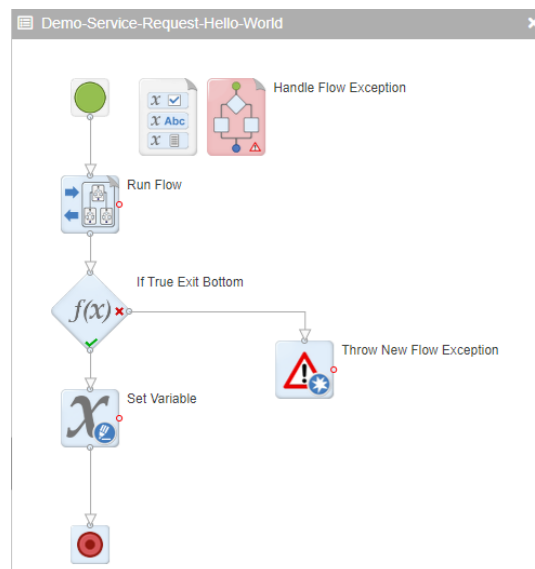 Demo-Service-Request-Hello-World
Handle Flow Exception
x
x Abc
x
Run Flow
If True Exit Bottom
f(x)
Throw New Flow Exception
Set Variable
x